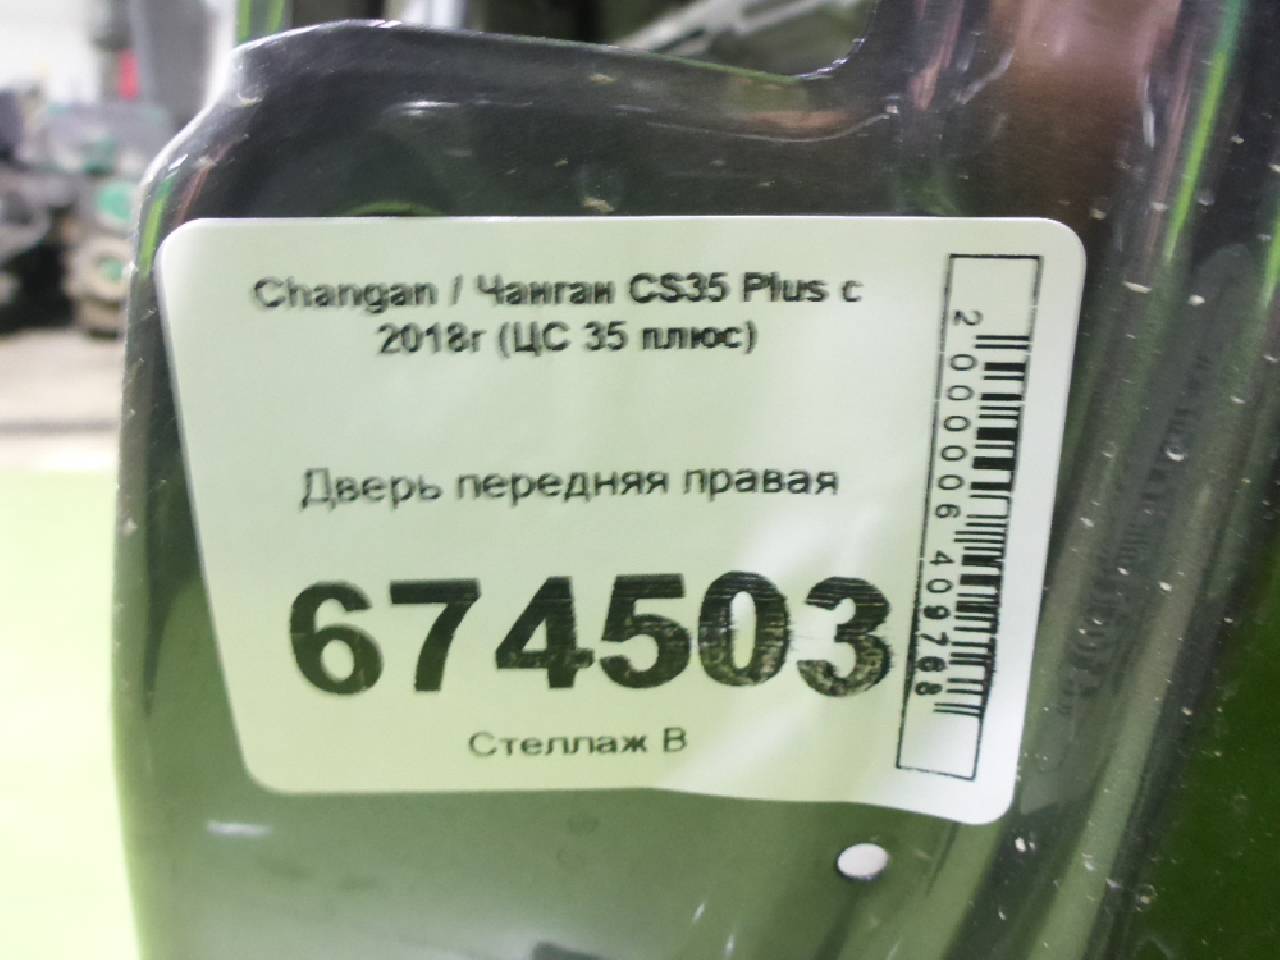 Changan / Чанган CS35 Plus с
2018г (ЦС 35 плюс)
Дверь передняя правая
674503
Стеллаж В
2000006409768